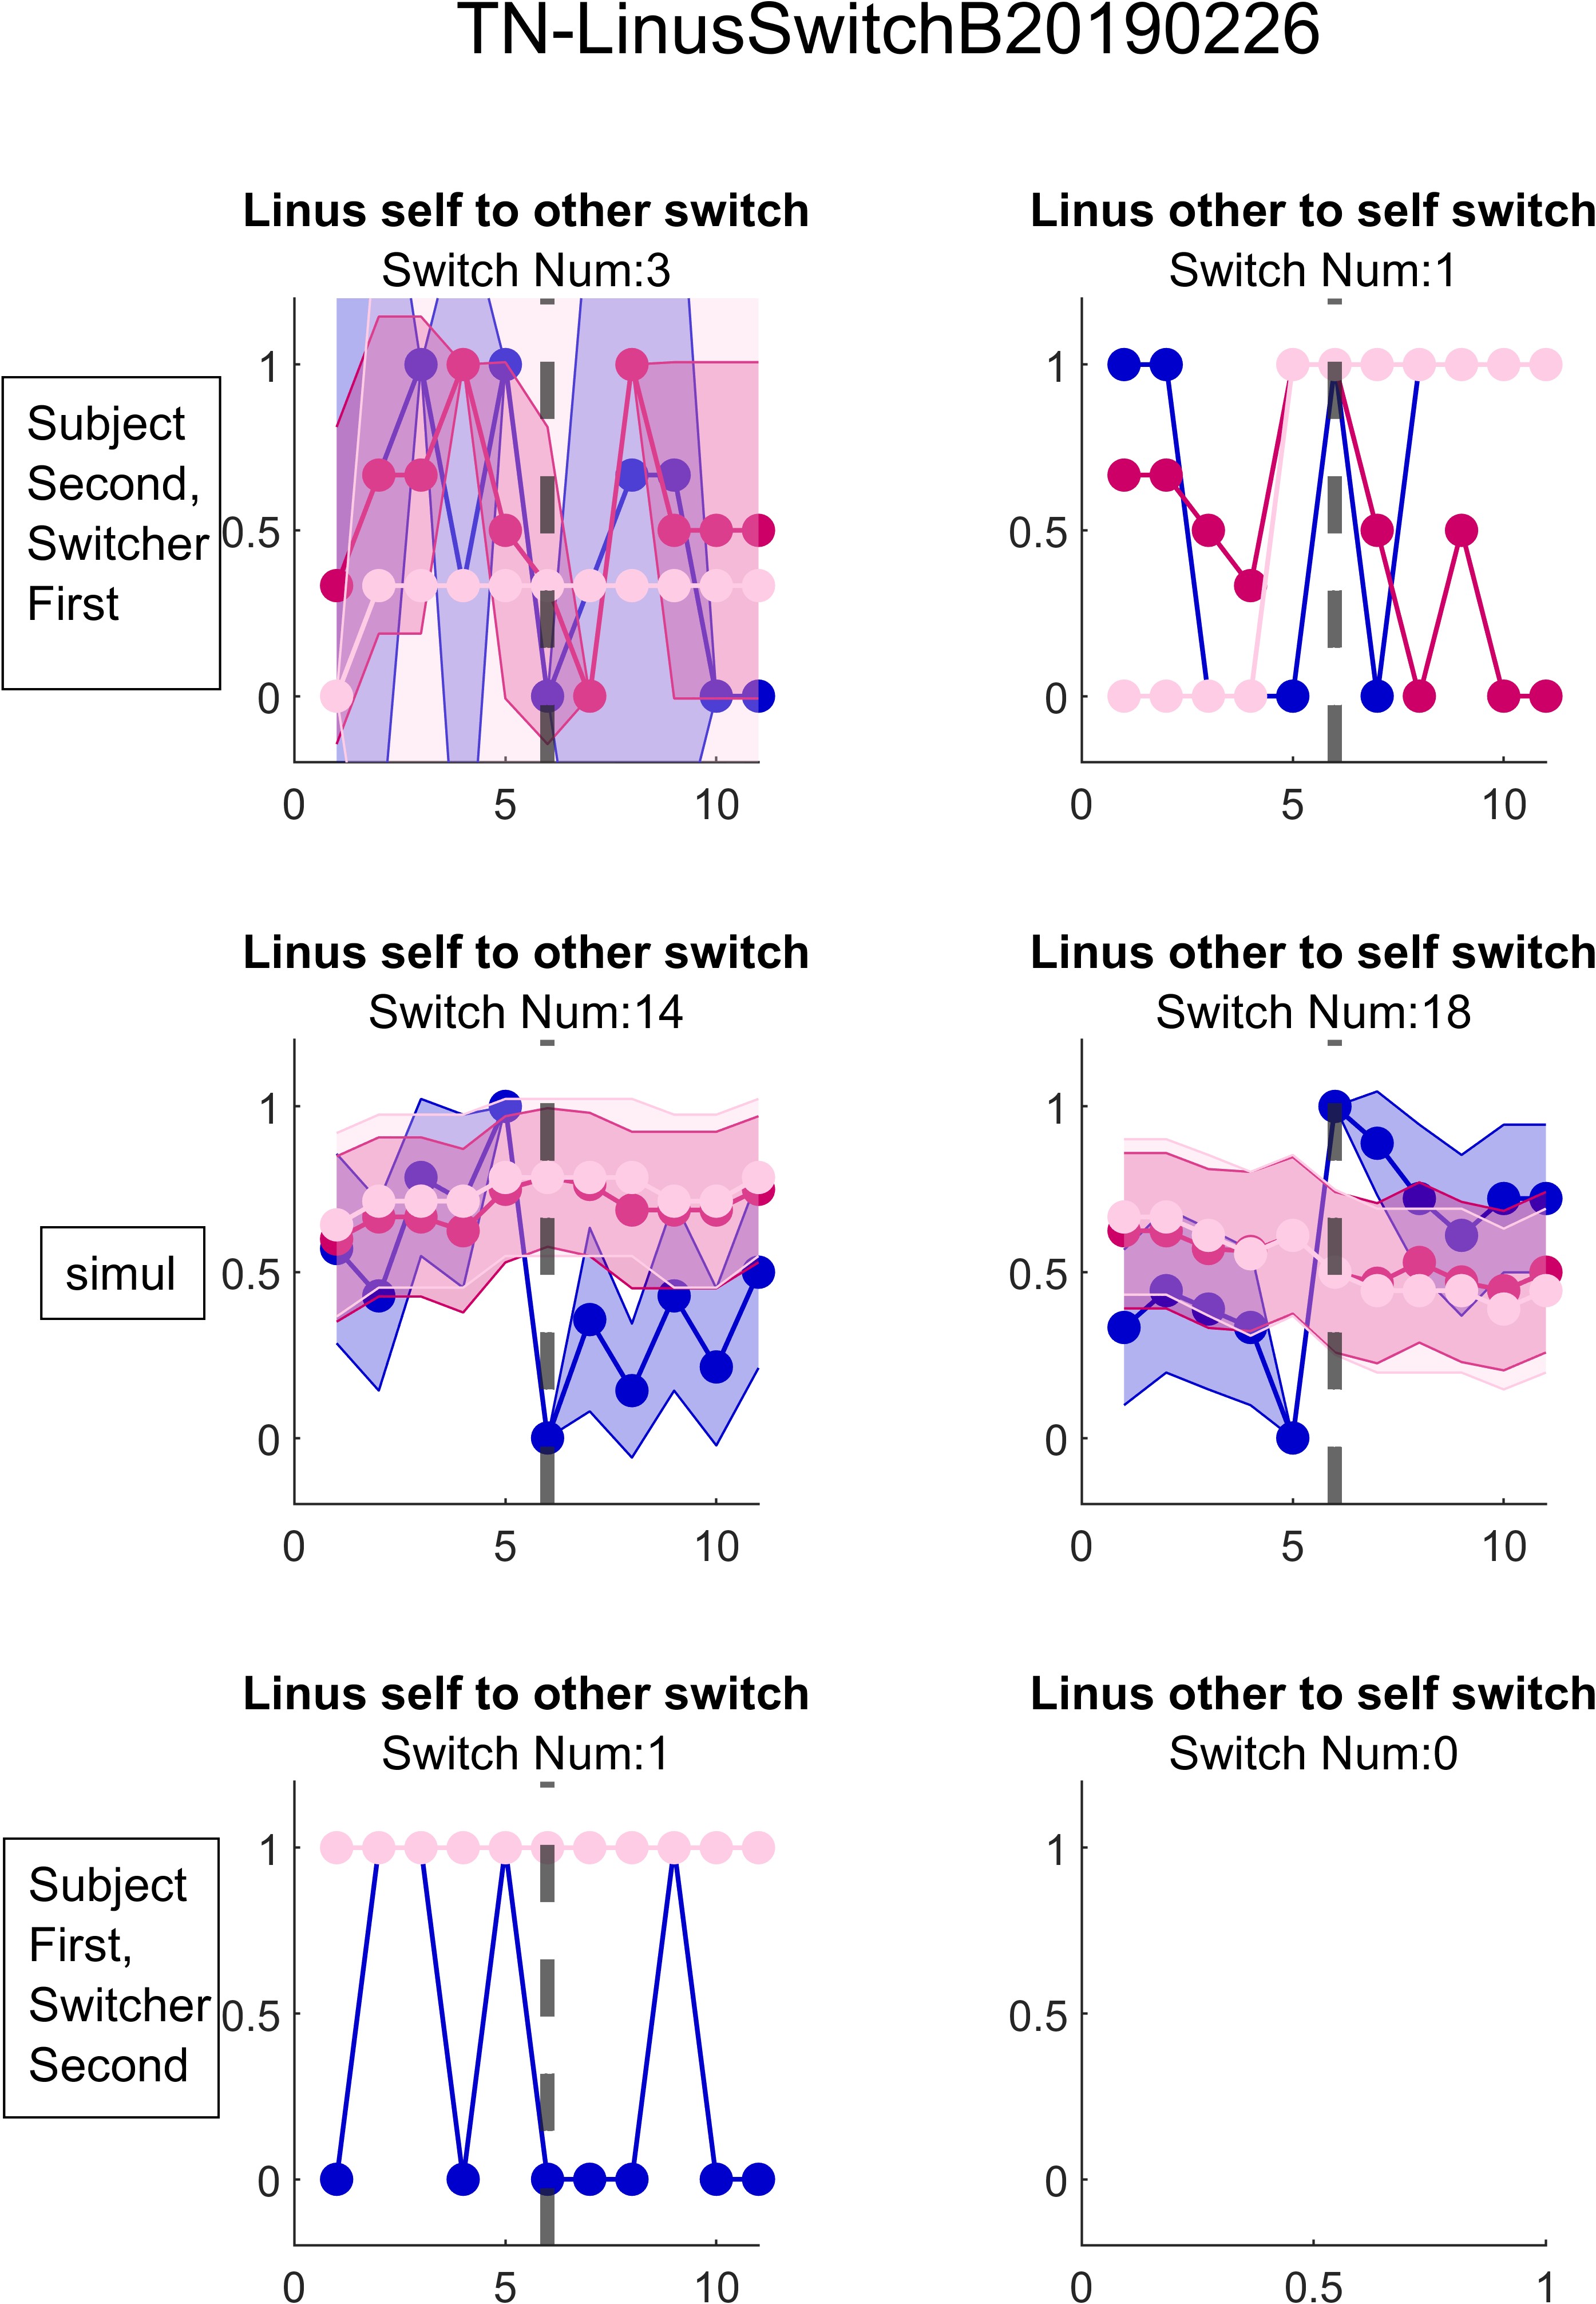 TN-LinusSwitchB20190226
Linus self to other switch
Switch Num:3
Linus other to self switch
Switch Num:1
Subject
Second,
Switcher
First
1
0.5
0
0 5 10
1
0.5
0
0 5 10
Linus self to other switch
Switch Num:14
Linus other to self switch
Switch Num:18
simul
1
0.5
0
0 5 10
1
0.5
0
0 5 10
Linus self to other switch
Switch Num:1
Linus other to self switch
Switch Num:0
Subject
First,
Switcher
Second
1
0.5
0
0 5 10
1
0.5
0
0 0.5 1